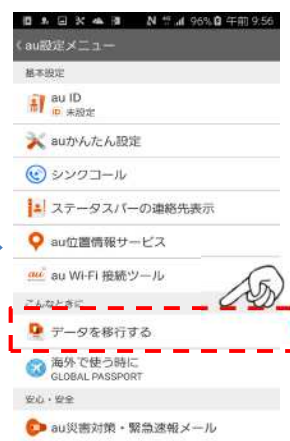 96% 午前 9:56
au設定メニュー
基本設定
au ID
ID 未設定
auかんたん設定
シンクコール
ステータスバーの連絡先表示
au位置情報サービス
au au Wi-Fi 接続ツール
こんなときに
データを移行する
海外で使う時に
GLOBAL PASSPORT
安心・安全
au災害対策・緊急速報メール